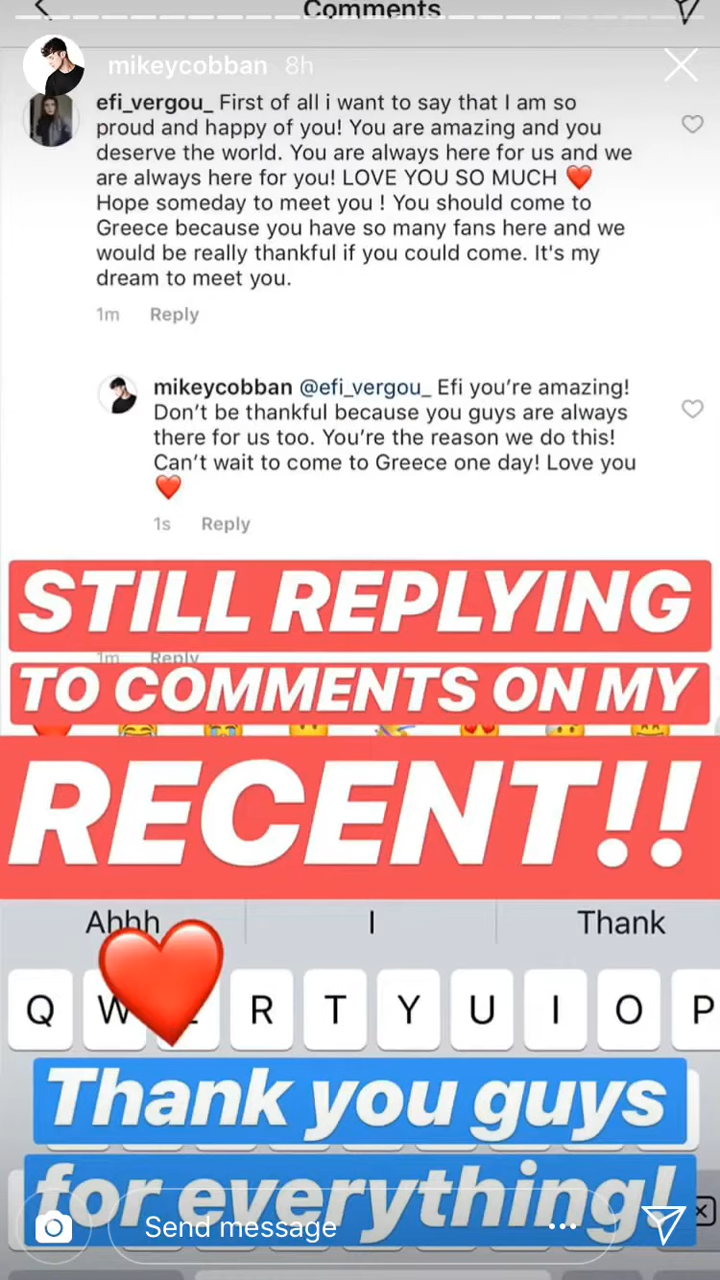 Comments
mikeycobban 8h
efi_vergou_ First of all i want to say that I am so
proud and happy of you! You are amazing and you
deserve the world. You are always here for us and we
are always here for you! LOVE YOU SO MUCH ❤️
Hope someday to meet you ! You should come to
Greece because you have so many fans here and we
would be really thankful if you could come. It's my
dream to meet you.
1m Reply
mikeycobban @efi_vergou_ Efi you’re amazing!
Don’t be thankful because you guys are always
there for us too. You’re the reason we do this!
Can’t wait to come to Greece one day! Love you
❤️
1s Reply
STILL REPLYING
1m Reply
TO COMMENTS ON MY
RECENT!!
Ahhh I Thank
Q W R T Y U I O P
Thank you guys
for everything!
Send message